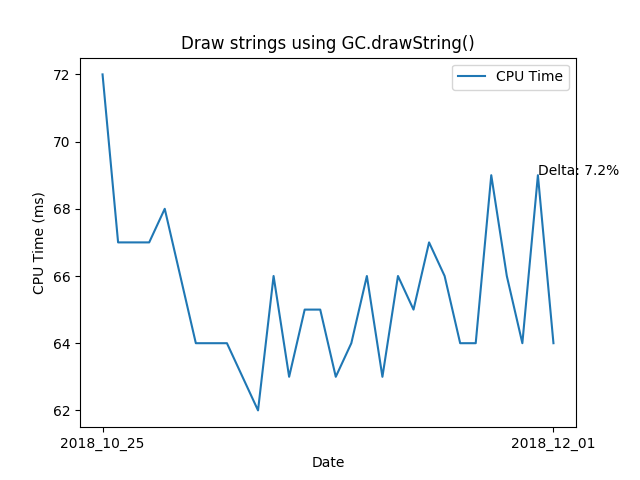 Draw strings using GC.drawString()
CPU Time
72
70
68
66
64
62
CPU Time (ms)
Delta: 7.2%
2018_10_25
2018_12_01
Date